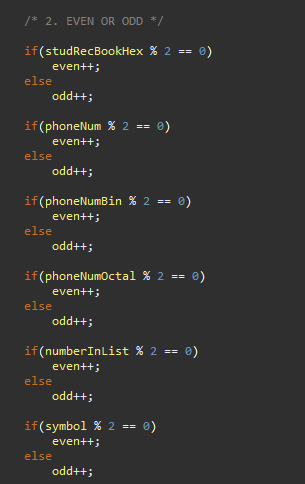 /* 2. EVEN OR ODD */
if(studRecBookHex % 2 == 0)
even++;
else
odd++;
if(phoneNum % 2 == 0)
even++;
else
odd++;
if(phoneNumBin % 2 == 0)
even++;
else
odd++;
if(phoneNumOctal % 2 == 0)
even++;
else
odd++;
if(numberInList % 2 == 0)
even++;
else
odd++;
if(symbol % 2 == 0)
even++;
else
odd++;